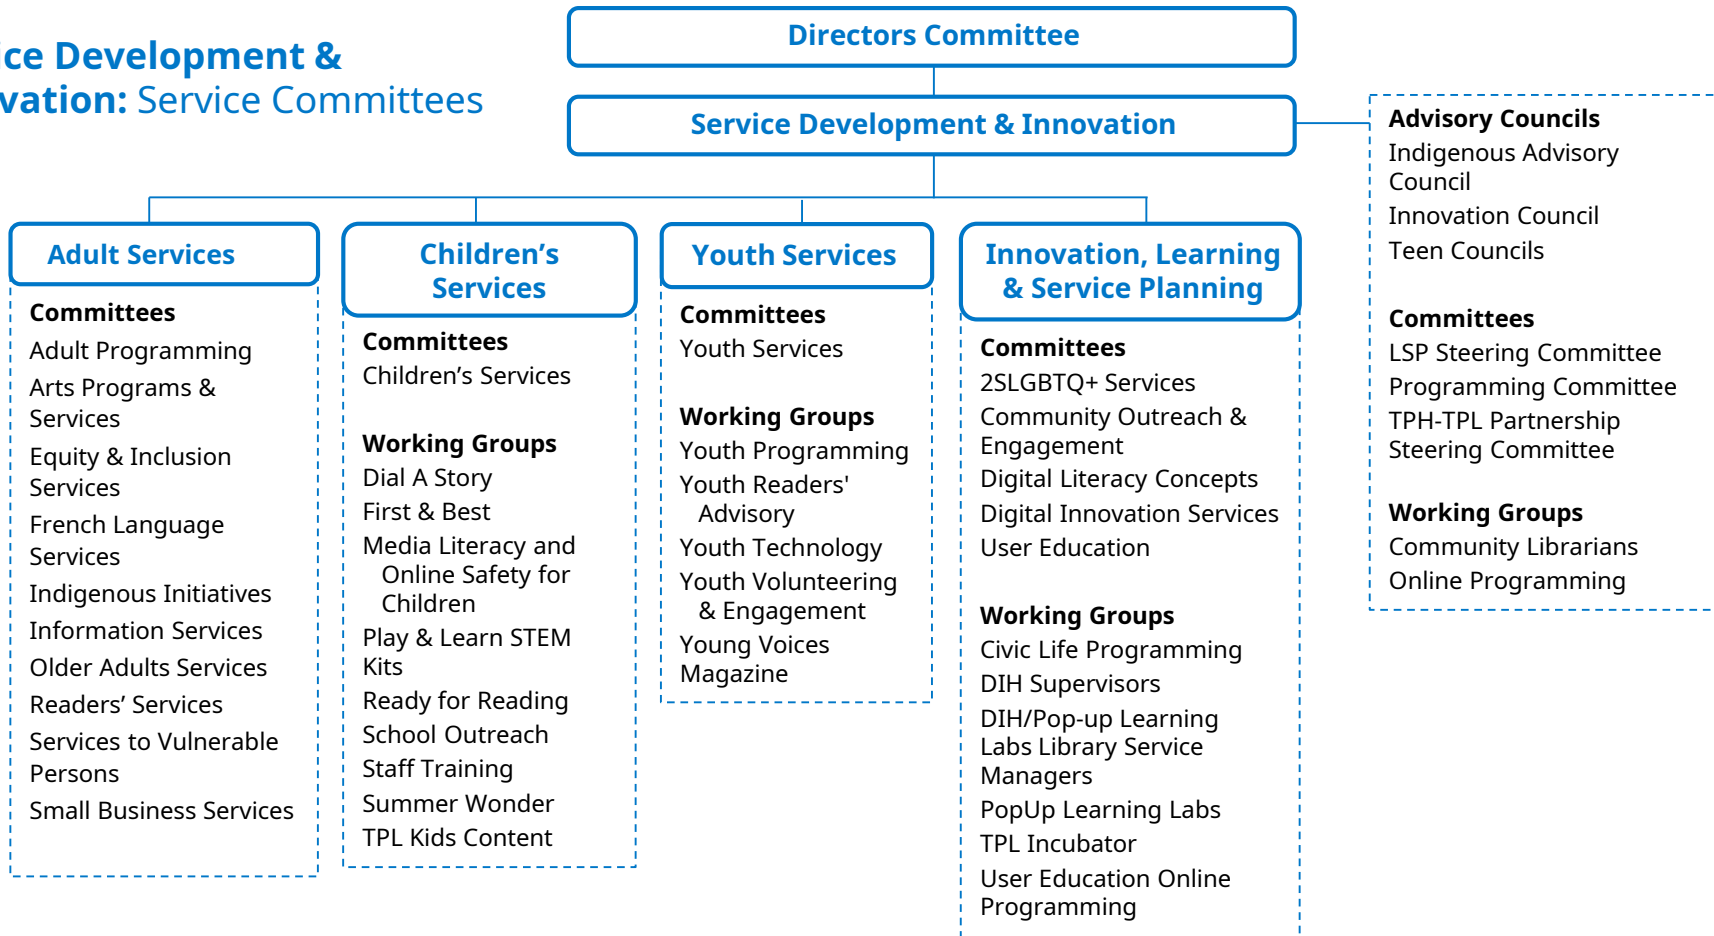 ice Development &
vation: Service Committees
Directors Committee
Service Development & Innovation
Advisory Councils
Indigenous Advisory
Council
Innovation Council
Teen Councils
Committees
LSP Steering Committee
Programming Committee
TPH-TPL Partnership
Steering Committee
Working Groups
Community Librarians
Online Programming
Adult Services
Committees
Adult Programming
Arts Programs &
Services
Equity & Inclusion
Services
French Language
Services
Indigenous Initiatives
Information Services
Older Adults Services
Readers’ Services
Services to Vulnerable
Persons
Small Business Services
Children’s
Services
Committees
Children’s Services
Working Groups
Dial A Story
First & Best
Media Literacy and
Online Safety for
Children
Play & Learn STEM
Kits
Ready for Reading
School Outreach
Staff Training
Summer Wonder
TPL Kids Content
Youth Services
Committees
Youth Services
Working Groups
Youth Programming
Youth Readers'
Advisory
Youth Technology
Youth Volunteering
& Engagement
Young Voices
Magazine
Innovation, Learning
& Service Planning
Committees
2SLGBTQ+ Services
Community Outreach &
Engagement
Digital Literacy Concepts
Digital Innovation Services
User Education
Working Groups
Civic Life Programming
DIH Supervisors
DIH/Pop-up Learning
Labs Library Service
Managers
PopUp Learning Labs
TPL Incubator
User Education Online
Programming